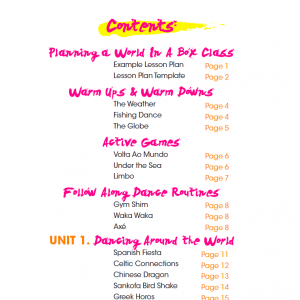 Contents:
Planning a World In A Box Class
Example Lesson Plan Page 1
Lesson Plan Template Page 2
Warm Ups & Warm Downs
The Weather Page 4
Fishing Dance Page 4
The Globe Page 5
Active Games
Volta Ao Mundo Page 6
Under the Sea Page 6
Limbo Page 7
Follow Along Dance Routines
Gym Shim Page 8
Waka Waka Page 8
Axé Page 8
UNIT 1. Dancing Around the World
Spanish Fiesta Page 11
Celtic Connections Page 12
Chinese Dragon Page 13
Sankofa Bird Shake Page 14
Greek Horos Page 15